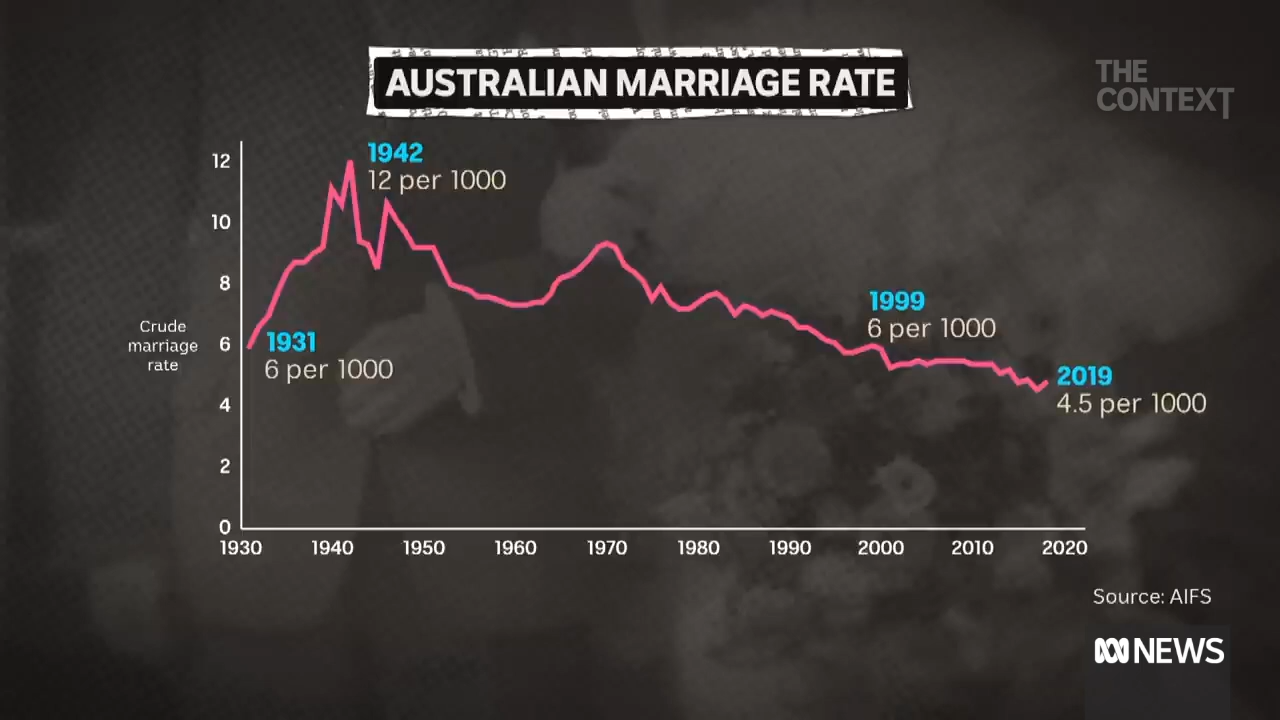 AUSTRALIAN MARRIAGE RATE
THE
CONTEXT
12
1942
12 per 1000
10
8
1999
6 per 1000
Crude
marriage
rate
6
1931
6 per 1000
2019
4.5 per 1000
4
2
0
1930 1940 1950 1960 1970 1980 1990 2000 2010 2020
Source: AIFS
NEWS